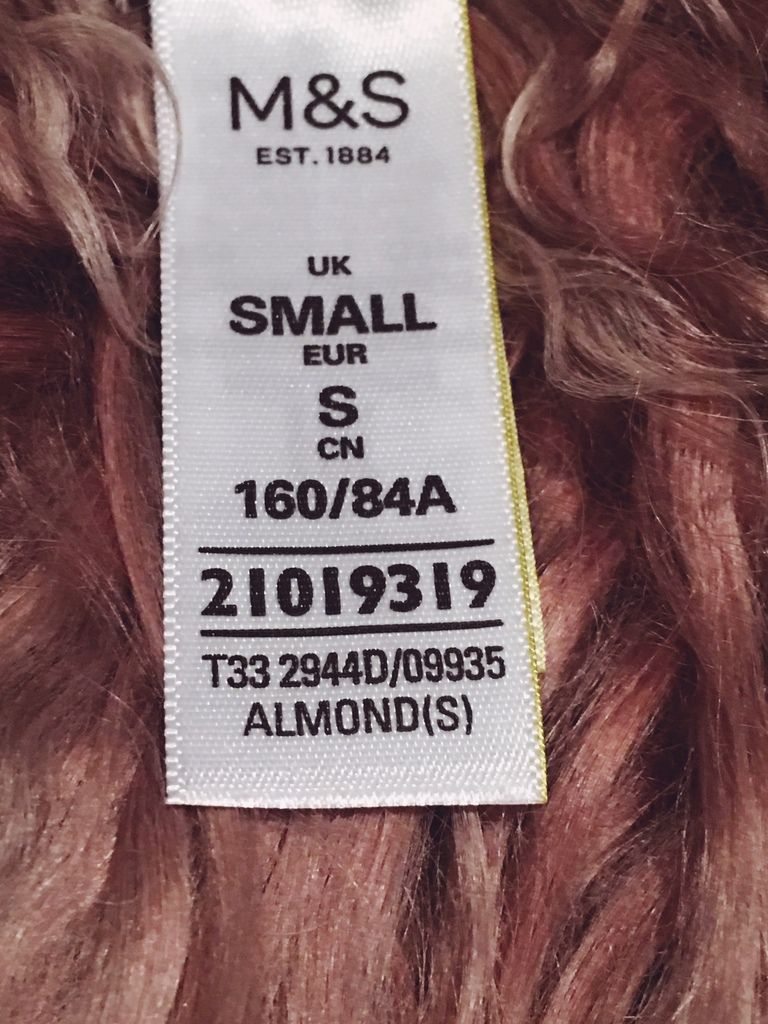 M&S
EST. 1884
UK
SMALL
EUR
S
CN
160/84A
21019319
T33 2944D/09935
ALMOND(S)